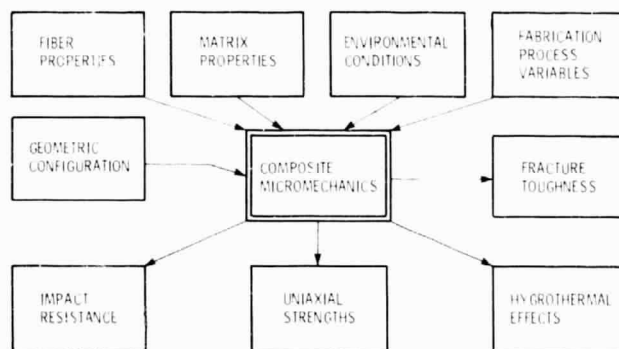 FIBER
PROPERTIES
MATRIX
PROPERTIES
ENVIRONMENTAL
CONDITIONS
FABRICATION
PROCESS
VARIABLES
GEOMETRIC
CONFIGURATION
COMPOSITE
MICROMECHANICS
FRACTURE
TOUGHNESS
IMPACT
RESISTANCE
UNIAXIAL
STRENGTHS
HYGROTHERMAL
EFFECTS